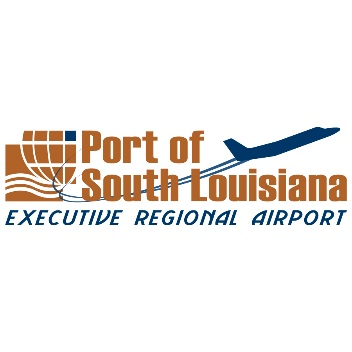 Port of
South Louisiana
EXECUTIVE REGIONAL AIRPORT